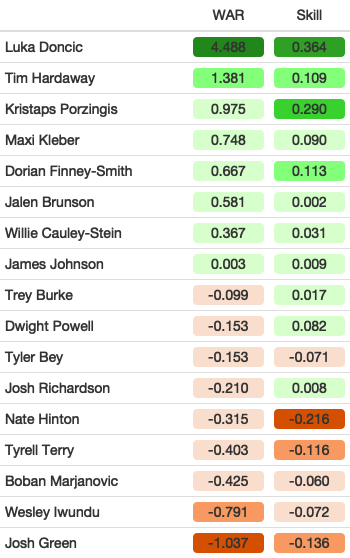 WAR Skill
Luka Doncic 4.488 0.364
Tim Hardaway 1.381 0.109
Kristaps Porzingis 0.975 0.290
Maxi Kleber 0.748 0.090
Dorian Finney-Smith 0.667 0.113
Jalen Brunson 0.581 0.002
Willie Cauley-Stein 0.367 0.031
James Johnson 0.003 0.009
Trey Burke -0.099 0.017
Dwight Powell -0.153 0.082
Tyler Bey -0.153 -0.071
Josh Richardson -0.210 0.008
Nate Hinton -0.315 -0.216
Tyrell Terry -0.403 -0.116
Boban Marjanovic -0.425 -0.060
Wesley Iwundu -0.791 -0.072
Josh Green -1.037 -0.136